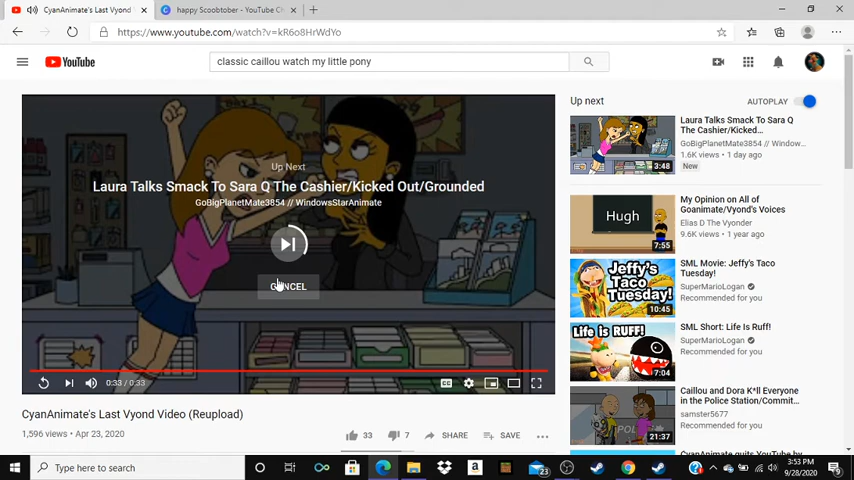 CyanAnimate's Last Vyond
happy Scoobtober - YouTube C
https://www.youtube.com/watch?v=kR6o8HrWdYo
YouTube
classic caillou watch my little pony
Up Next
Laura Talks Smack To Sara Q The Cashier/Kicked Out/Grounded
GoBigPlanetMate3854 // WindowsStarAnimate
CANCEL
0:33 / 0:33
CC
CyanAnimate's Last Vyond Video (Reupload)
1,596 views • Apr 23, 2020
33
7
SHARE
SAVE
Up next
AUTOPLAY
Laura Talks Smack To Sara Q
The Cashier/Kicked...
GoBigPlanetMate3854 // Window...
1.6K views • 1 day ago
New
3:48
Hugh
7:55
My Opinion on All of
Goanimate/Vyond's Voices
Elias D The Vyonder
9.6K views • 1 year ago
Jeffy's
Taco
Tuesday!
10:45
SML Movie: Jeffy's Taco
Tuesday!
SuperMarioLogan
Recommended for you
Life is RUFF!
7:04
SML Short: Life Is Ruff!
SuperMarioLogan
Recommended for you
21:37
Caillou and Dora K*ll Everyone
in the Police Station/Commit...
samster5677
Recommended for you
CyanAnimate quits YouTube by
Type here to search
a
23
3:53 PM
9/28/2020
9